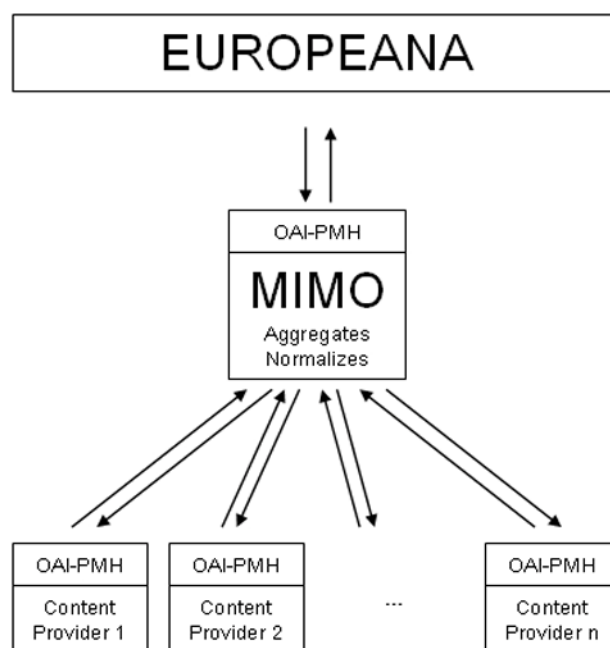 EUROPEANA
OAI-PMH
MIMO
Aggregates
Normalizes
OAI-PMH
Content
Provider 1
OAI-PMH
Content
Provider 2
...
OAI-PMH
Content
Provider n